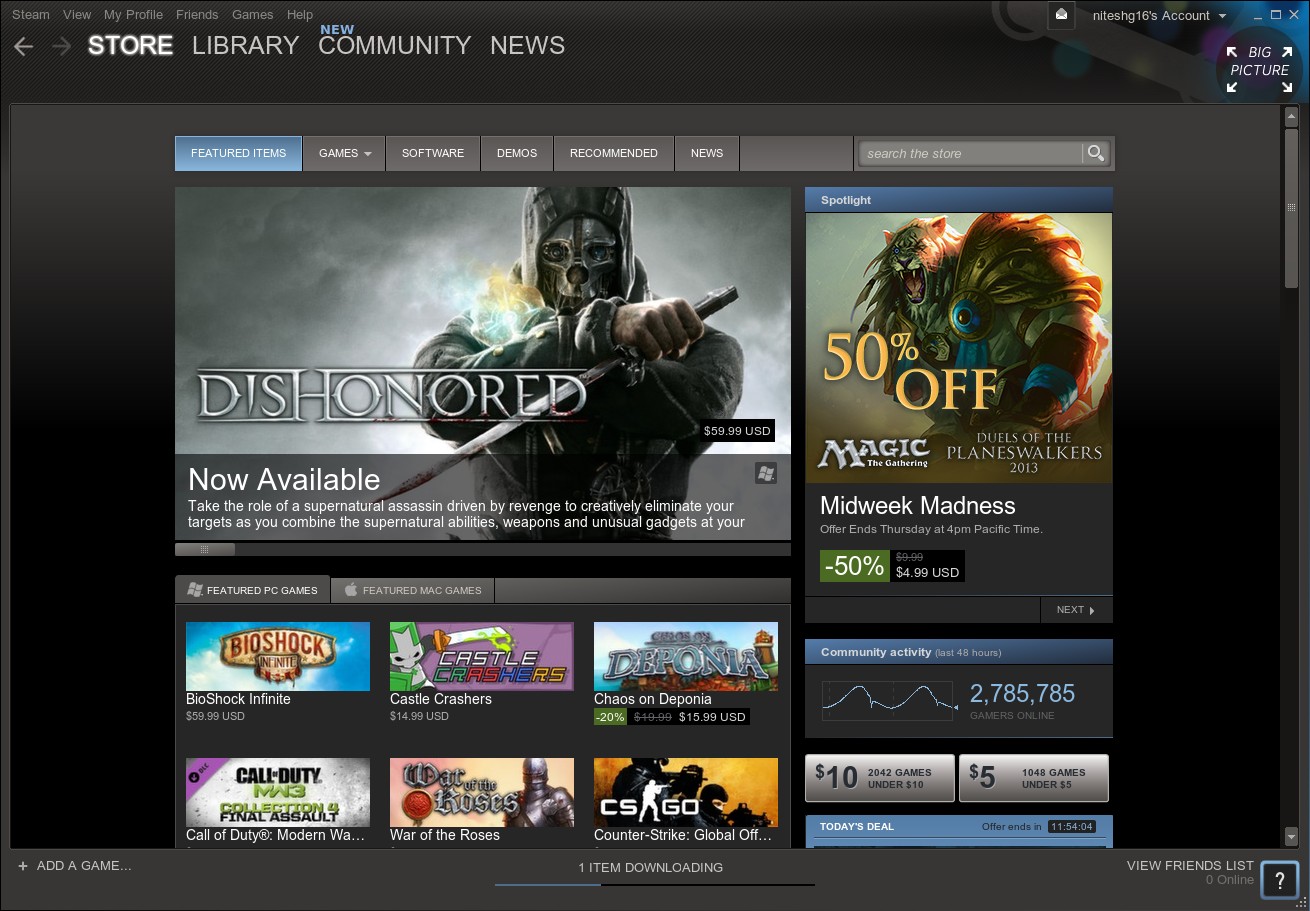 Steam View My Profile Friends Games Help
niteshg16's Account
STORE LIBRARY COMMUNITY NEWS
NEW
BIG
PICTURE
FEATURED ITEMS GAMES SOFTWARE DEMOS RECOMMENDED NEWS
search the store
DISHONORED
$59.99 USD
Now Available
Take the role of a supernatural assassin driven by revenge to creatively eliminate your
targets as you combine the supernatural abilities, weapons and unusual gadgets at your
Spotlight
50% OFF
MAGIC
The Gathering
DUELS OF THE
PLANESWALKERS
2013
Midweek Madness
Offer Ends Thursday at 4pm Pacific Time.
-50% $9.99
$4.99 USD
NEXT
FEATURED PC GAMES FEATURED MAC GAMES
BIOSHOCK
INFINITE
CASTLE
CRASHERS
CHAOS ON
DEPONIA
BioShock Infinite
$59.99 USD
Castle Crashers
$14.99 USD
Chaos on Deponia
-20% $19.99 $15.99 USD
DLC
CALL OF DUTY
MW3
COLLECTION 4
FINAL ASSAULT
War of the
Roses
CS GO
Call of Duty®: Modern Wa...
War of the Roses
Counter-Strike: Global Off...
Community activity (last 48 hours)
2,785,785
GAMERS ONLINE
$10 2042 GAMES
UNDER $10
$5 1048 GAMES
UNDER $5
TODAY'S DEAL Offer ends in 11:54:04
+ ADD A GAME...
1 ITEM DOWNLOADING
VIEW FRIENDS LIST
0 Online
?